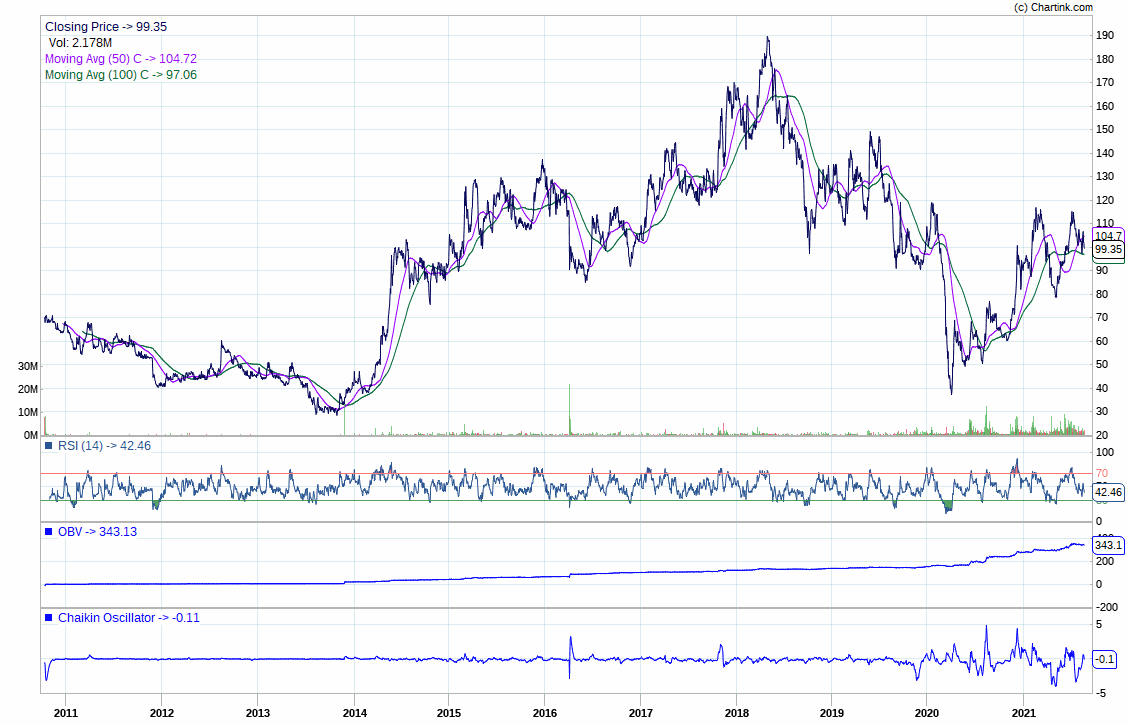 (c) Chartink.com
Closing Price -> 99.35
Vol: 2.178M
Moving Avg (50) C -> 104.72
Moving Avg (100) C -> 97.06
190
180
170
160
150
140
130
120
110
104.7
99.35
90
80
70
60
50
40
30
20
30M
20M
10M
0M
RSI (14) -> 42.46
100
70
42.46
0
OBV -> 343.13
343.1
200
0
-200
Chaikin Oscillator -> -0.11
5
-0.1
-5
2011 2012 2013 2014 2015 2016 2017 2018 2019 2020 2021